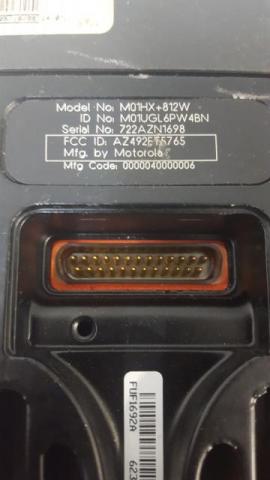 Model No: M01HX+812W
ID No: M01UGL6PW4BN
Serial No: 722AZN1698
FCC ID:
Mfg. by Motorola
Mfg Code: 0000040000006
FUF1692A
623